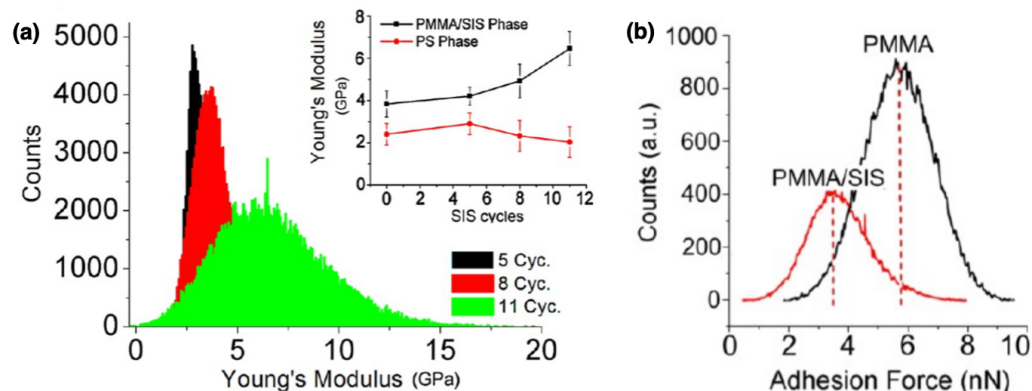 (a)
5000
4000
3000
2000
1000
0
Counts
0 5 10 15 20
Young's Modulus (GPa)
8
6
4
2
0
Young's Modulus
(GPa)
PMMA/SIS Phase
PS Phase
0 2 4 6 8 10 12
SIS cycles
5 Cyc.
8 Cyc.
11 Cyc.
(b)
1000
800
600
400
200
0
Counts (a.u.)
PMMA
PMMA/SIS
0 2 4 6 8 10
Adhesion Force (nN)